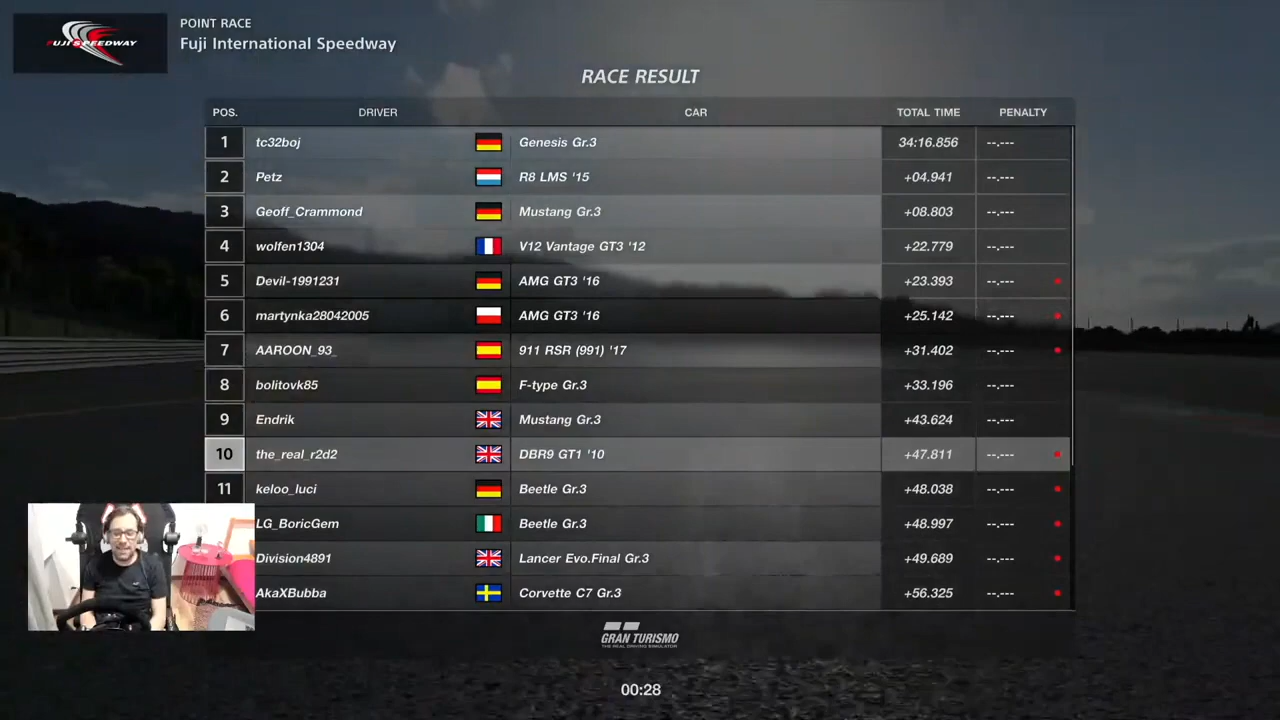 FUJI SPEEDWAY
POINT RACE
Fuji International Speedway
RACE RESULT
POS. DRIVER CAR TOTAL TIME PENALTY
1 tc32boj Genesis Gr.3 34:16.856 --.---
2 Petz R8 LMS '15 +04.941 --.---
3 Geoff_Crammond Mustang Gr.3 +08.803 --.---
4 wolfen1304 V12 Vantage GT3 '12 +22.779 --.---
5 Devil-1991231 AMG GT3 '16 +23.393 --.---
6 martynka28042005 AMG GT3 '16 +25.142 --.---
7 AAROON_93_ 911 RSR (991) '17 +31.402 --.---
8 bolitovk85 F-type Gr.3 +33.196 --.---
9 Endrik Mustang Gr.3 +43.624 --.---
10 the_real_r2d2 DBR9 GT1 '10 +47.811 --.---
11 keloo_luci Beetle Gr.3 +48.038 --.---
LG_BoricGem Beetle Gr.3 +48.997 --.---
Division4891 Lancer Evo.Final Gr.3 +49.689 --.---
AkaXBubba Corvette C7 Gr.3 +56.325 --.---
GRAN TURISMO
THE REAL DRIVING SIMULATOR
00:28